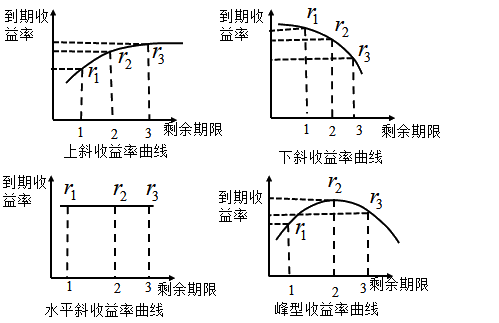 到期收
益率
r1
r2
r3
1 2 3 剩余期限
上斜收益率曲线
到期收
益率
r1
r2
r3
1 2 3 剩余期限
下斜收益率曲线
到期收
益率
r1 r2 r3
1 2 3 剩余期限
水平斜收益率曲线
到期收
益率
r2
r3
r1
1 2 3 剩余期限
峰型收益率曲线